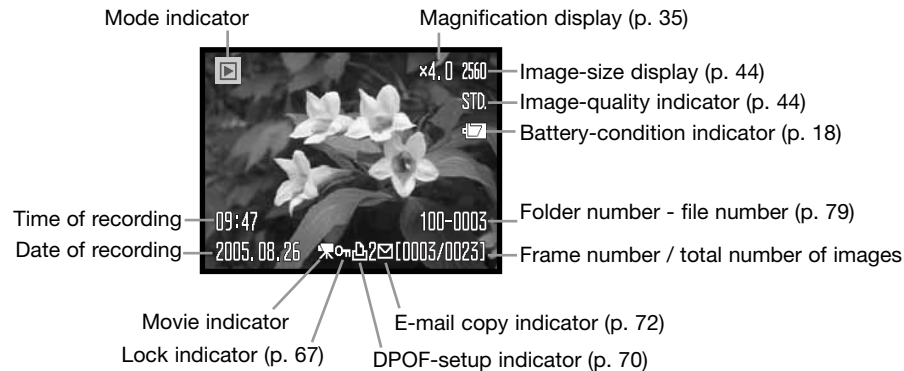 Mode indicator
Magnification display (p. 35)
×4.0 2560
Image-size display (p. 44)
STD.
Image-quality indicator (p. 44)
Battery-condition indicator (p. 18)
Time of recording
09:47
100-0003
Folder number - file number (p. 79)
Date of recording
2005.08.26
2
[0003/0023]
Frame number / total number of images
Movie indicator
E-mail copy indicator (p. 72)
Lock indicator (p. 67)
DPOF-setup indicator (p. 70)